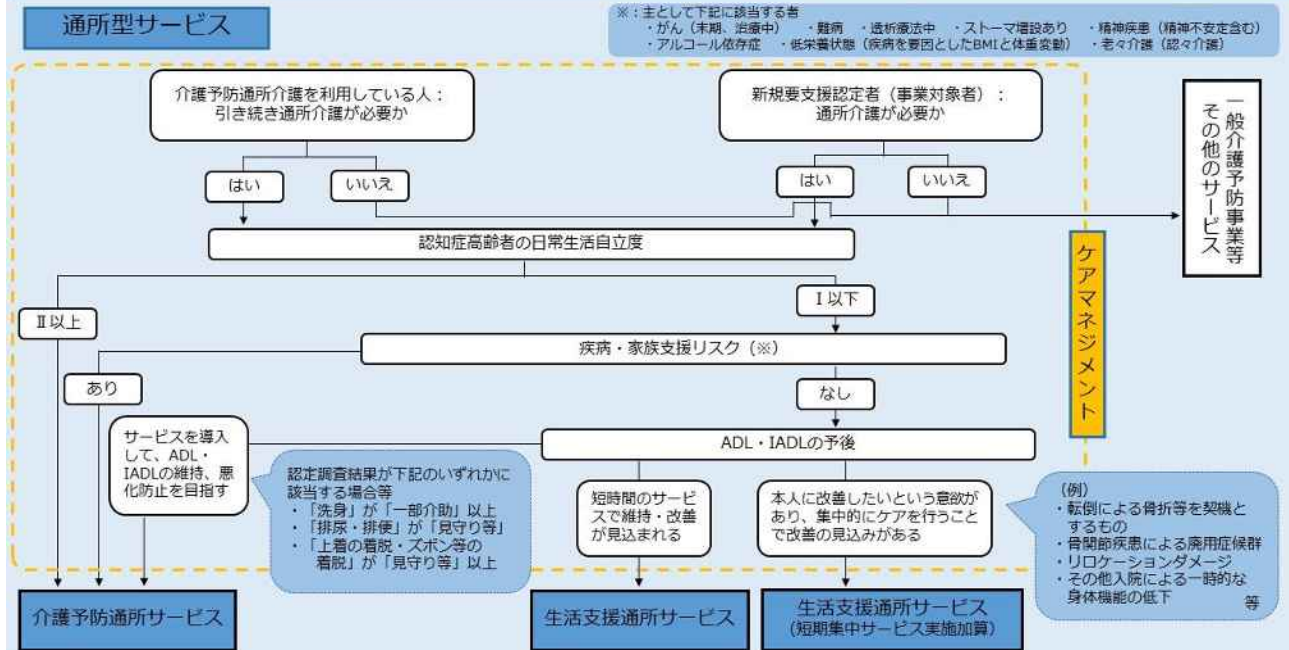 通所型サービス
※：主として下記に該当する者
・がん（末期、治療中）　・難病　・透析療法中　・ストーマ増設あり　・精神疾患（精神不安定含む）
・アルコール依存症　・低栄養状態（疾病を要因としたBMIと体重変動）　・老々介護（認々介護）
介護予防通所介護を利用している人：
引き続き通所介護が必要か
新規要支援認定者（事業対象者）：
通所介護が必要か
一般介護予防事業等
その他のサービス
はい
いいえ
はい
いいえ
認知症高齢者の日常生活自立度
ケアマネジメント
Ⅱ以上
Ⅰ以下
疾病・家族支援リスク（※）
あり
なし
サービスを導入
して、ADL・
IADLの維持、悪
化防止を目指す
ADL・IADLの予後
認定調査結果が下記のいずれかに
該当する場合等
・「洗身」が「一部介助」以上
・「排尿・排便」が「見守り等」
・「上着の着脱・ズボン等の
着脱」が「見守り等」以上
短時間のサービ
スで維持・改善
が見込まれる
本人に改善したいという意欲が
あり、集中的にケアを行うこと
で改善の見込みがある
（例）
・転倒による骨折等を契機と
するもの
・骨関節疾患による廃用症候群
・リロケーションダメージ
・その他入院による一時的な
身体機能の低下　等
介護予防通所サービス
生活支援通所サービス
生活支援通所サービス
（短期集中サービス実施加算）